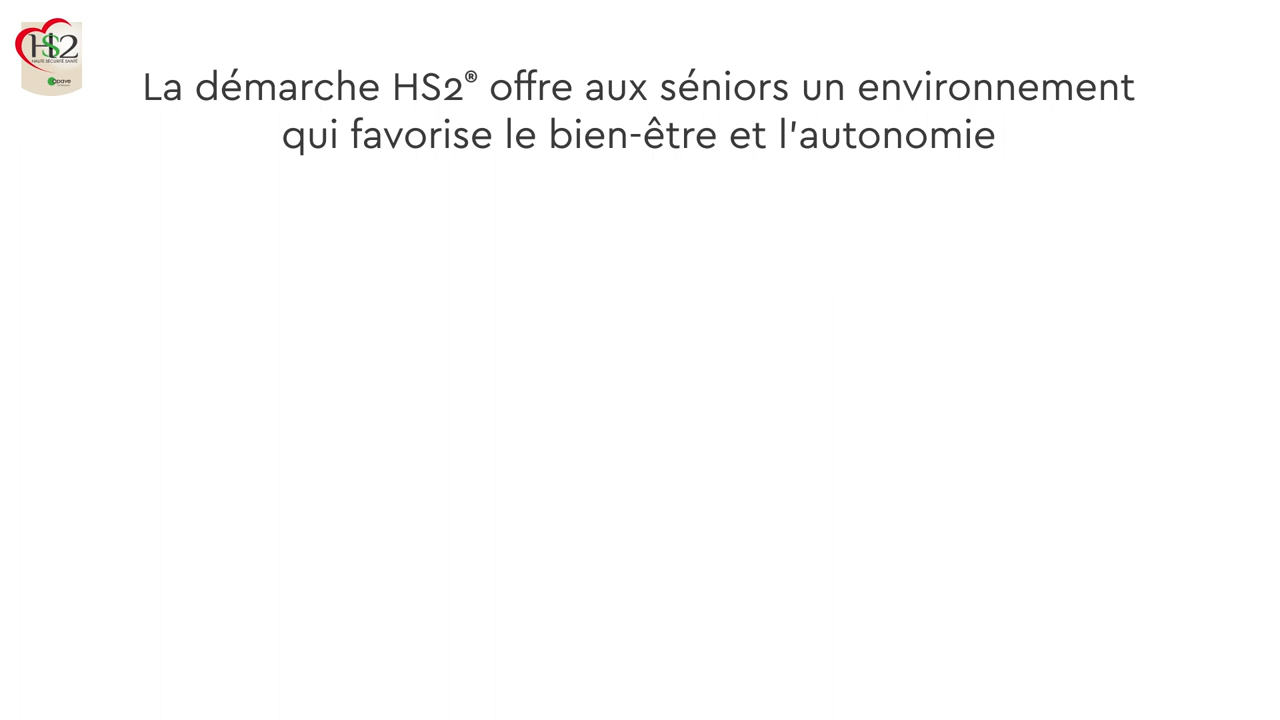 HS2
HAUTE SÉCURITÉ SANTÉ
apave
La démarche HS2® offre aux séniors un environnement
qui favorise le bien-être et l'autonomie